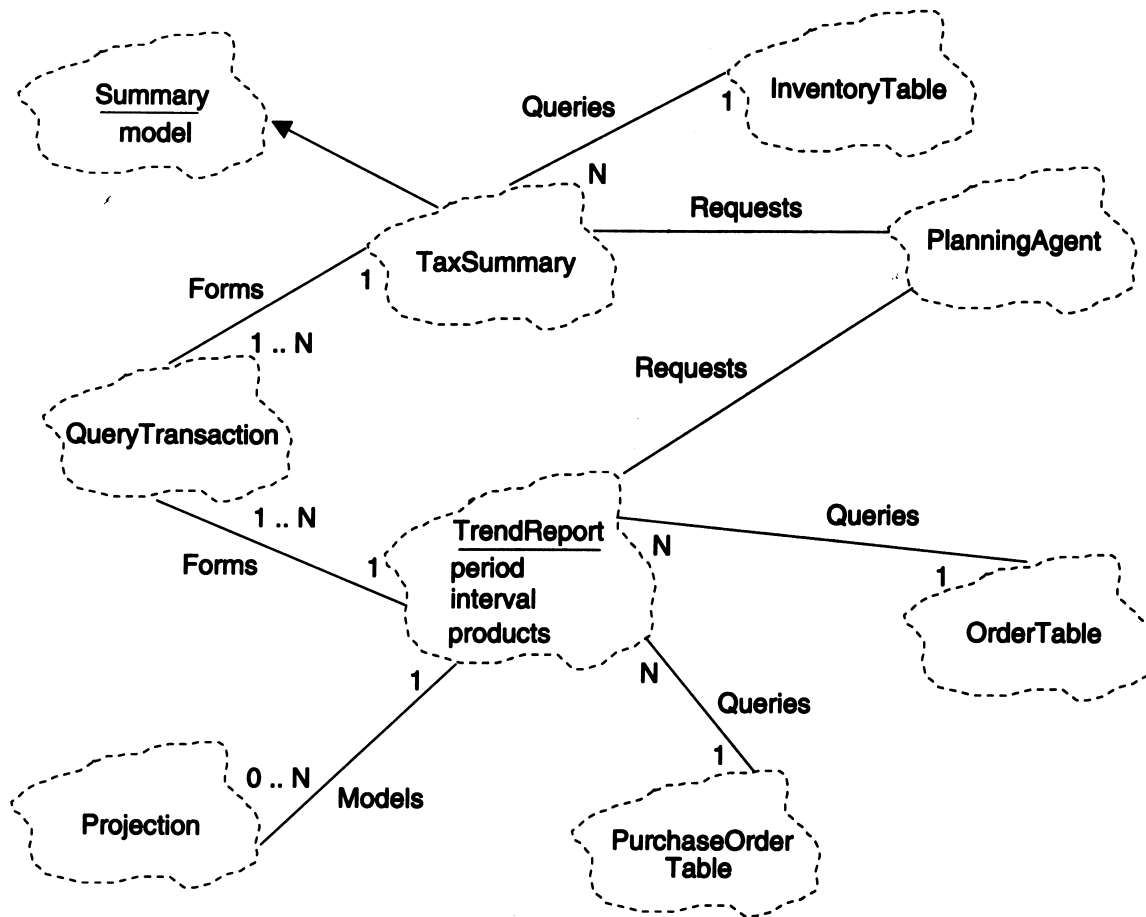 Summary
model
Queries
1
InventoryTable
N
Requests
PlanningAgent
TaxSummary
1
Forms
1 .. N
Requests
QueryTransaction
1 .. N
Forms
1
TrendReport
period
interval
products
N
Queries
1
OrderTable
N
Queries
1
1
0 .. N
Models
Projection
PurchaseOrder
Table